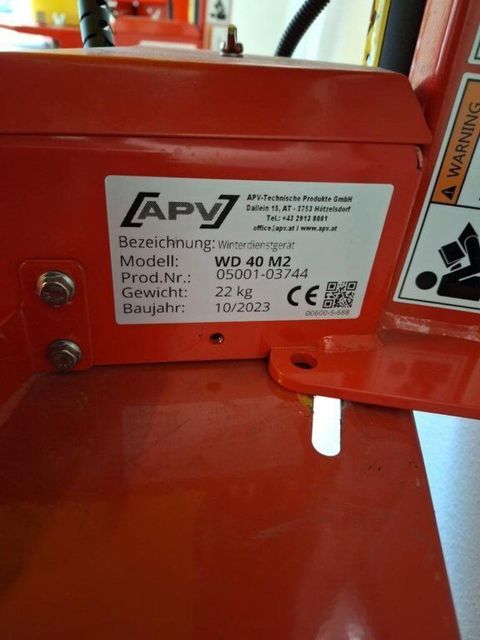 APV
APV-Technische Produkte GmbH
Dallein 15, AT - 3753 Hötzelsdorf
Tel.: +43 2913 8001
office@apv.at | www.apv.at
Bezeichnung: Winterdienstgerät
Modell: WD 40 M2
Prod.Nr.: 05001-03744
Gewicht: 22 kg
Baujahr: 10/2023
CE
00600-5-688
WARNING